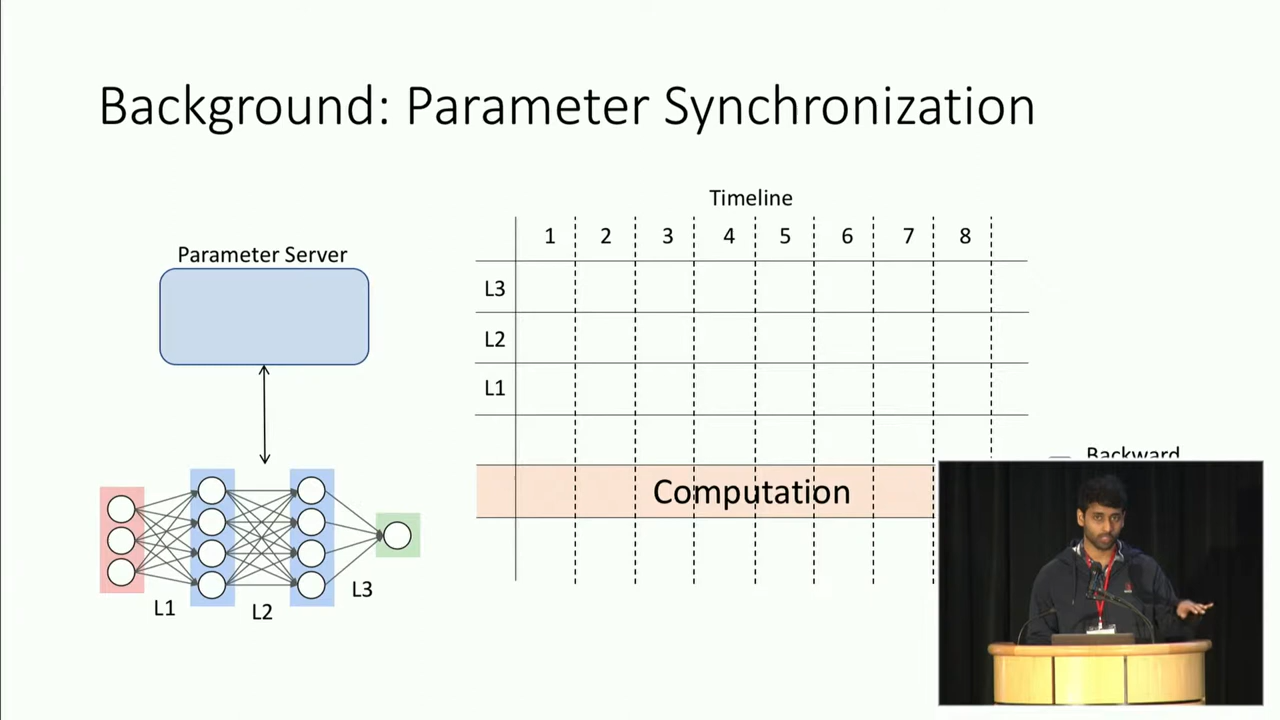 Background: Parameter Synchronization
Timeline
1 2 3 4 5 6 7 8
Parameter Server
L3
L2
L1
Backward
Computation
L1
L2
L3